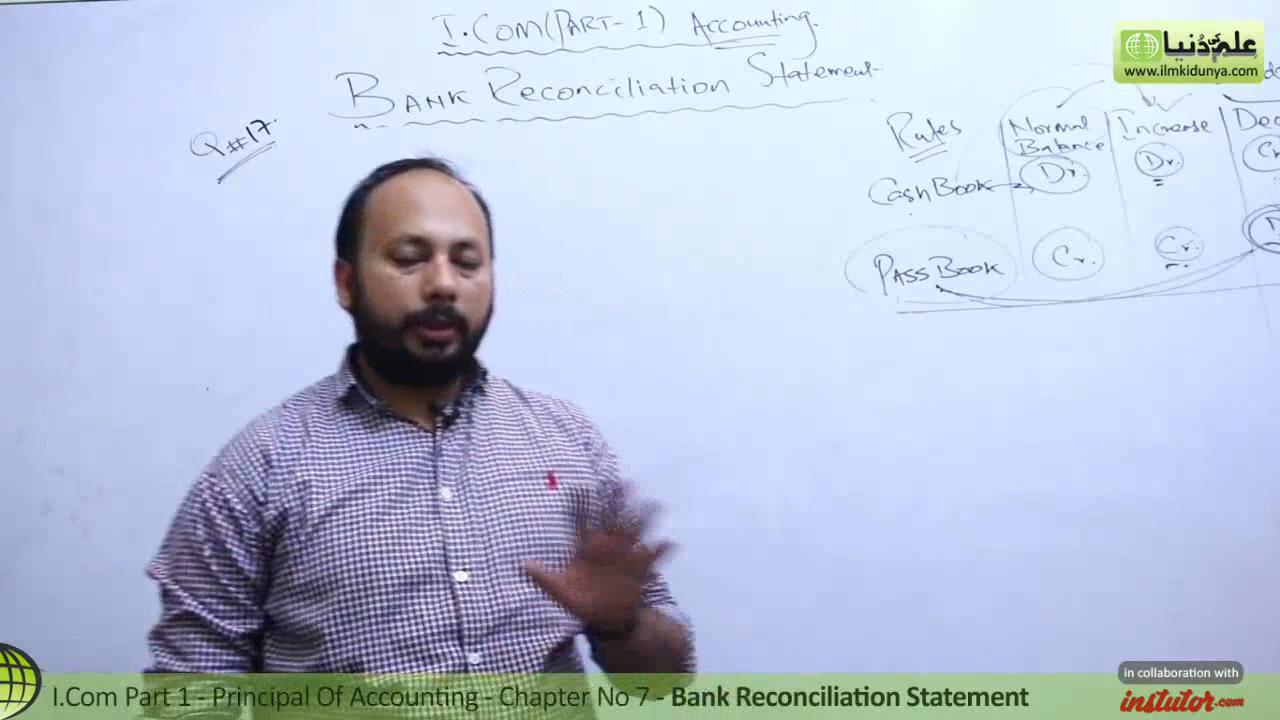 I.COM(PART-1) Accounting.
BANK Reconciliation Statement
Q#17.
Rules
Normal Balance
Increase
Cash Book
Dr.
Dr.
Pass Book
Cr.
Cr.
علم کی دُنیا
www.ilmkidunya.com
I.Com Part 1 - Principal Of Accounting - Chapter No 7 - Bank Reconciliation Statement
in collaboration with
instutor.com